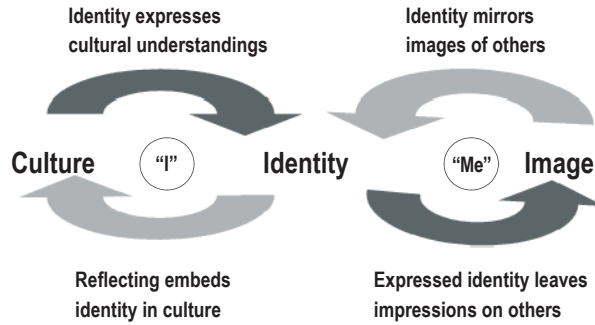 Identity expresses
cultural understandings
Identity mirrors
images of others
Culture
“I”
Identity
“Me”
Image
Reflecting embeds
identity in culture
Expressed identity leaves
impressions on others